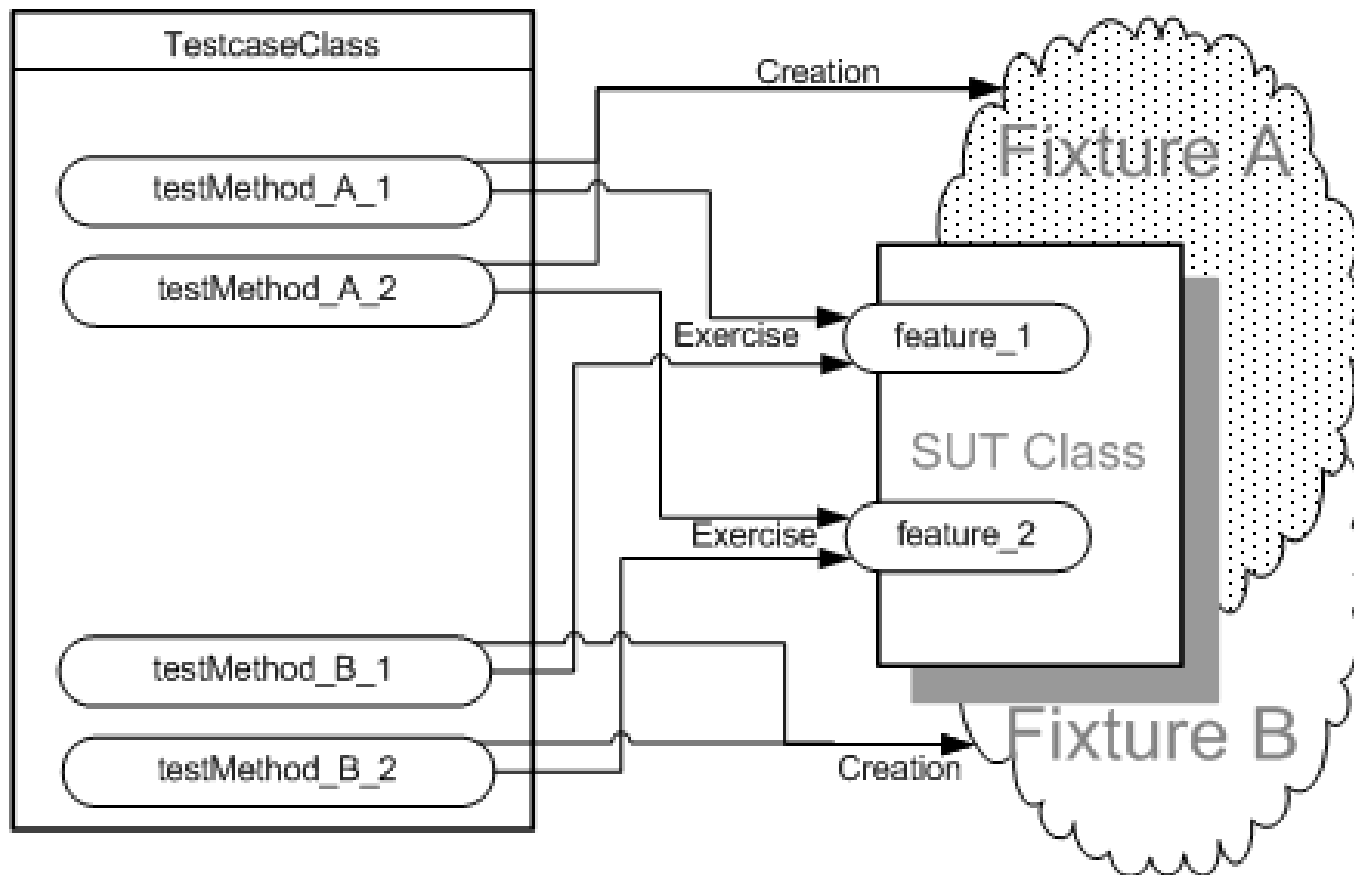 TestcaseClass
Creation
Fixture A
testMethod_A_1
testMethod_A_2
Exercise
feature_1
SUT Class
Exercise
feature_2
testMethod_B_1
testMethod_B_2
Creation
Fixture B